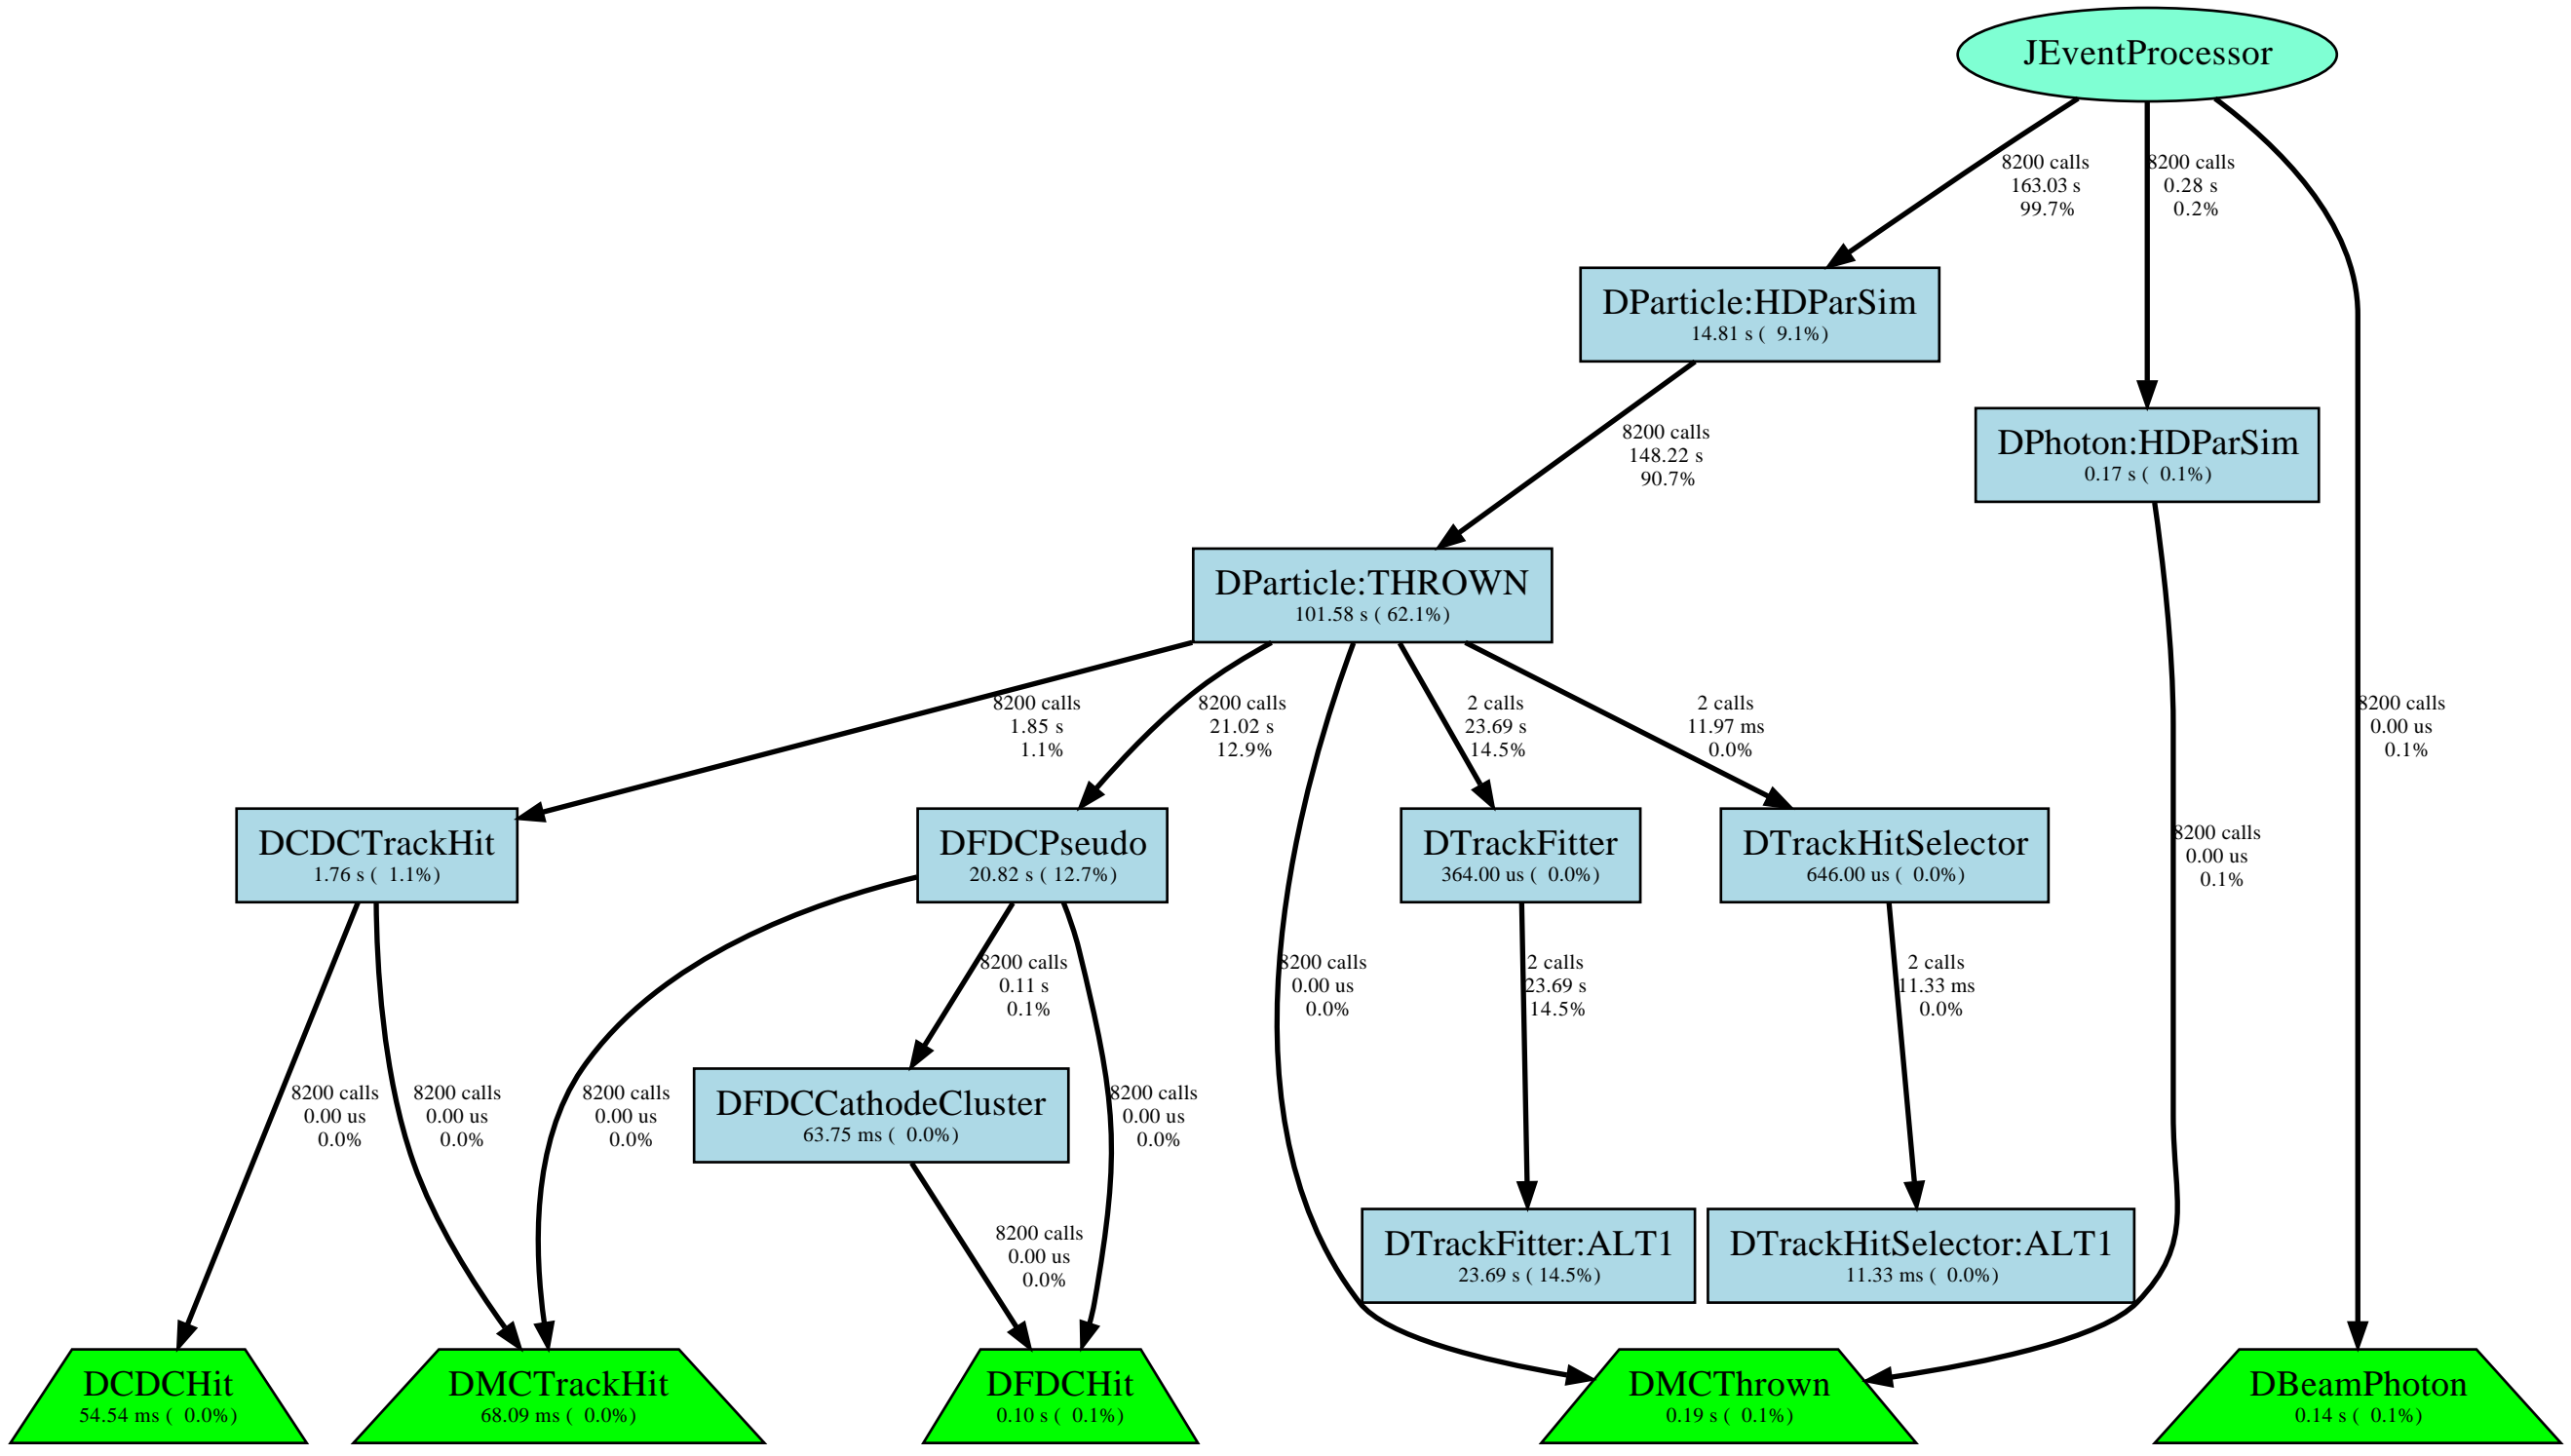 JEventProcessor
8200 calls
163.03 s
99.7%
8200 calls
0.28 s
0.2%
DParticle:HDParSim
14.81 s ( 9.1%)
8200 calls
148.22 s
90.7%
DPhoton:HDParSim
0.17 s ( 0.1%)
DParticle:THROWN
101.58 s ( 62.1%)
8200 calls
1.85 s
1.1%
8200 calls
21.02 s
12.9%
2 calls
23.69 s
14.5%
2 calls
11.97 ms
0.0%
8200 calls
0.00 us
0.1%
DCDCTrackHit
1.76 s ( 1.1%)
DFDCPseudo
20.82 s ( 12.7%)
DTrackFitter
364.00 us ( 0.0%)
DTrackHitSelector
646.00 us ( 0.0%)
8200 calls
0.00 us
0.1%
8200 calls
0.11 s
0.1%
8200 calls
0.00 us
0.0%
2 calls
23.69 s
14.5%
2 calls
11.33 ms
0.0%
8200 calls
0.00 us
0.0%
8200 calls
0.00 us
0.0%
8200 calls
0.00 us
0.0%
DFDCCathodeCluster
63.75 ms ( 0.0%)
8200 calls
0.00 us
0.0%
8200 calls
0.00 us
0.0%
DTrackFitter:ALT1
23.69 s ( 14.5%)
DTrackHitSelector:ALT1
11.33 ms ( 0.0%)
DCDCHit
54.54 ms ( 0.0%)
DMCTrackHit
68.09 ms ( 0.0%)
DFDCHit
0.10 s ( 0.1%)
DMCThrown
0.19 s ( 0.1%)
DBeamPhoton
0.14 s ( 0.1%)